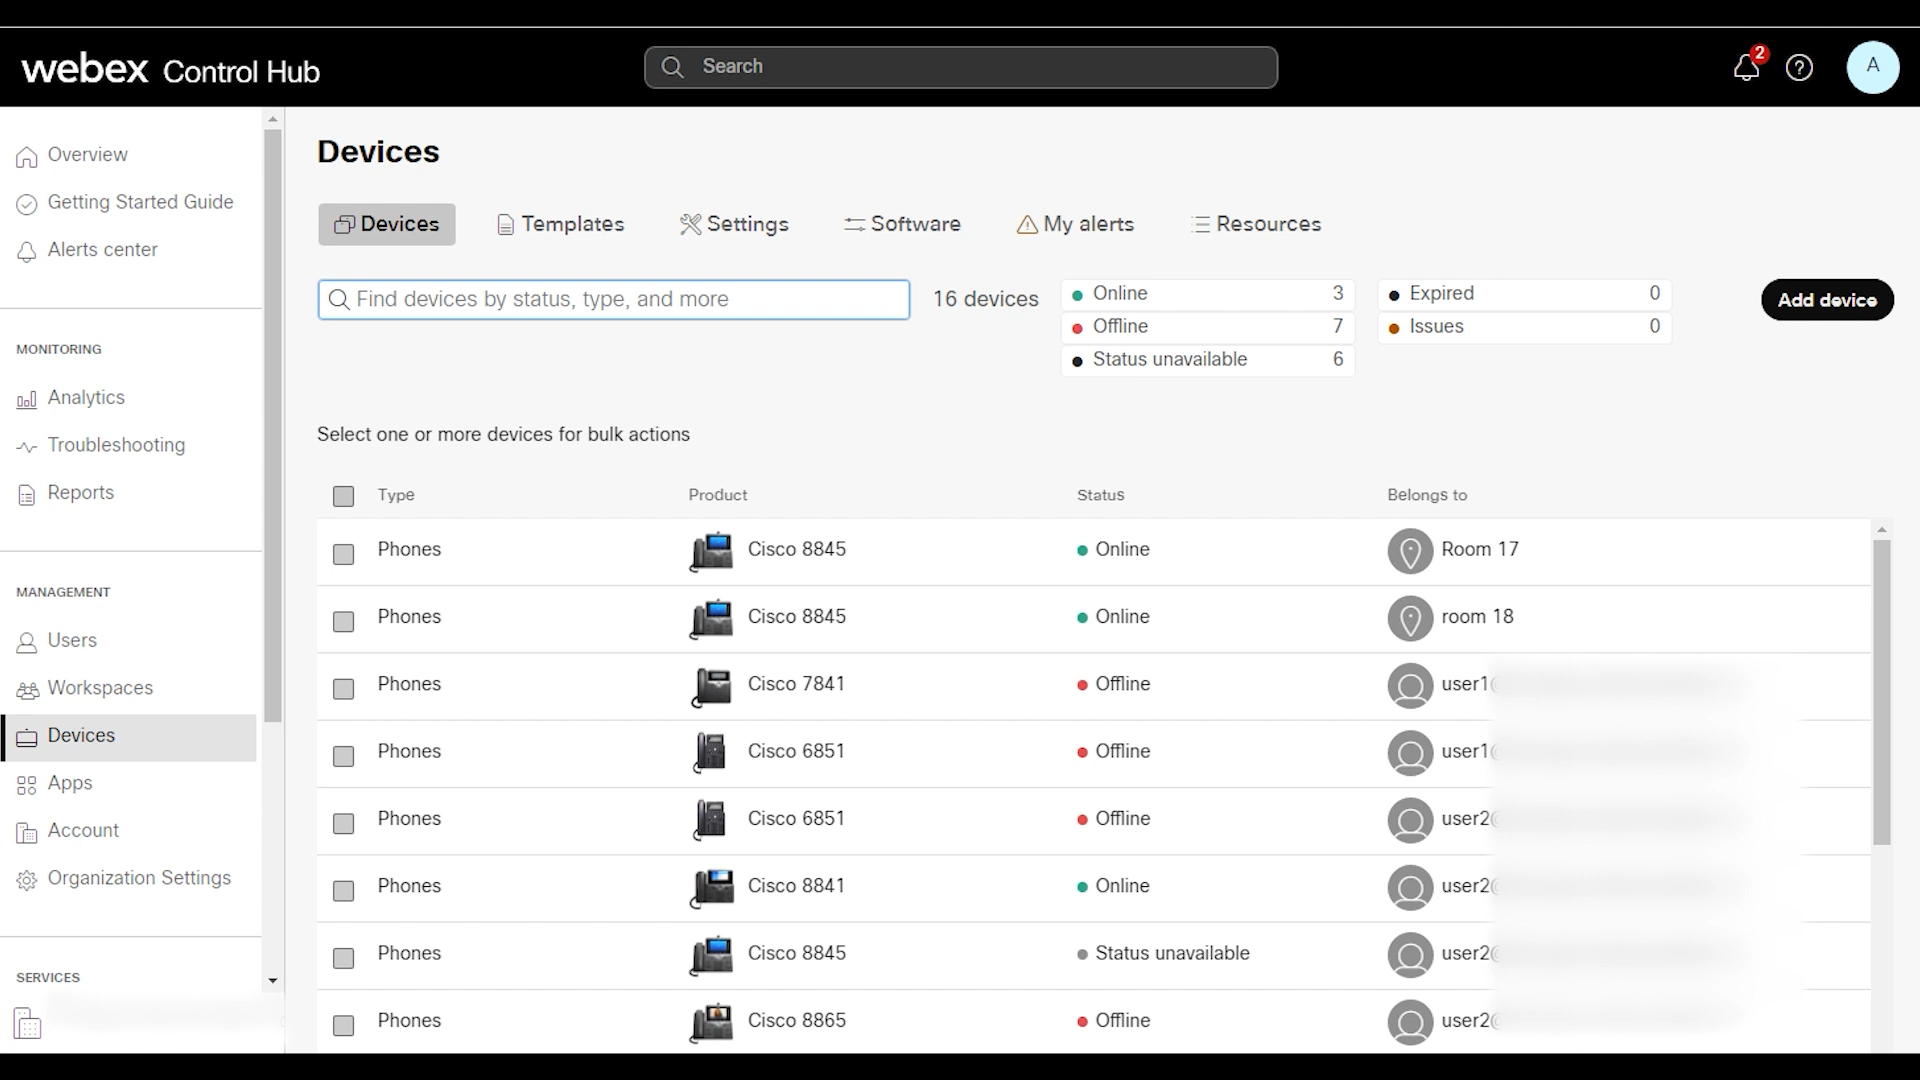 webex Control Hub
Search
2
A
Overview
Getting Started Guide
Alerts center
MONITORING
Analytics
Troubleshooting
Reports
MANAGEMENT
Users
Workspaces
Devices
Apps
Account
Organization Settings
SERVICES
Devices
Devices Templates Settings Software My alerts Resources
Find devices by status, type, and more
16 devices
Online 3
Offline 7
Status unavailable 6
Expired 0
Issues 0
Add device
Select one or more devices for bulk actions
Type Product Status Belongs to
Phones Cisco 8845 Online Room 17
Phones Cisco 8845 Online room 18
Phones Cisco 7841 Offline user1@
Phones Cisco 6851 Offline user1@
Phones Cisco 6851 Offline user2@
Phones Cisco 8841 Online user2@
Phones Cisco 8845 Status unavailable user2@
Phones Cisco 8865 Offline user2@